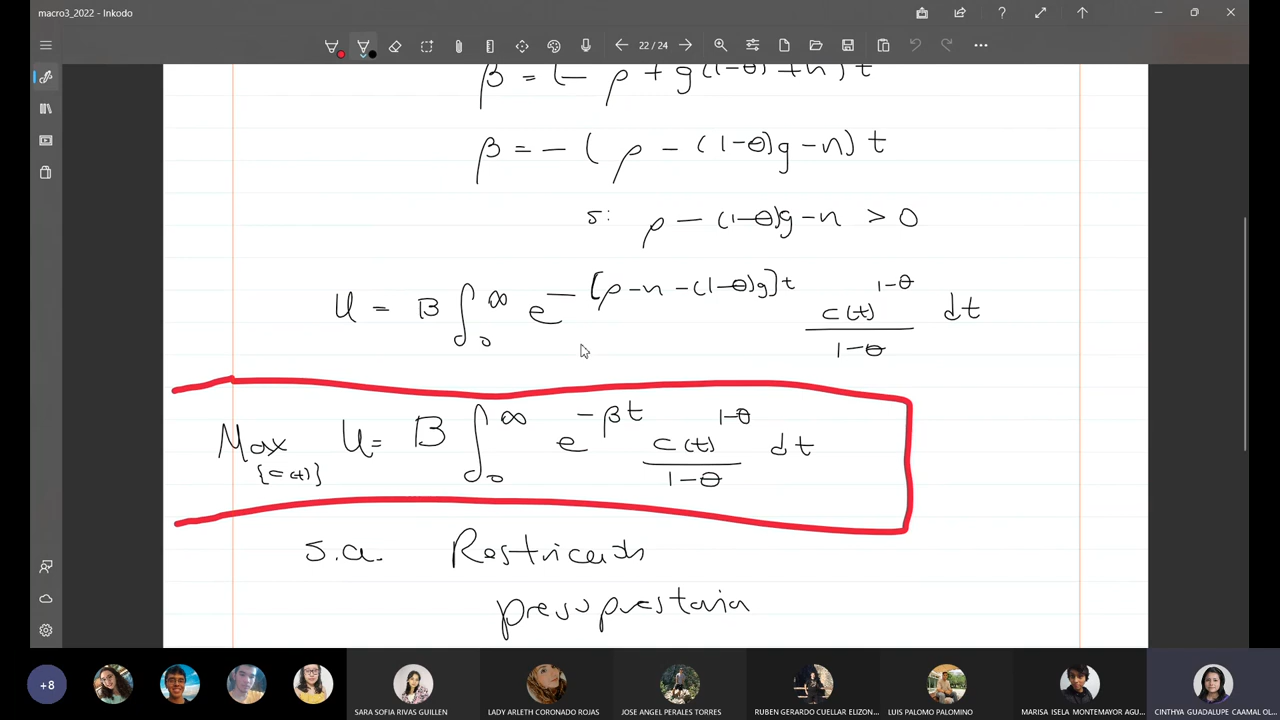 macro3_2022 - Inkodo
22 / 24
β = (- ρ + g(1-θ) + n) t
β = - ( ρ - (1-θ)g - n) t
s: ρ - (1-θ)g - n > 0
U = B ∫₀^∞ e^{-[ρ-n-(1-θ)g]t} c(t)^{1-θ} / 1-θ dt
Max {c(t)} U = B ∫₀^∞ e^{-βt} c(t)^{1-θ} / 1-θ dt
s.a.
presupuestaria
+8
SARA SOFIA RIVAS GUILLEN
LADY ARLETH CORONADO ROJAS
JOSE ANGEL PERALES TORRES
RUBEN GERARDO CUELLAR ELIZON...
LUIS PALOMO PALOMINO
MARISA ISELA MONTEMAYOR AGU...
CINTHYA GUADALUPE CAAMAL OL...